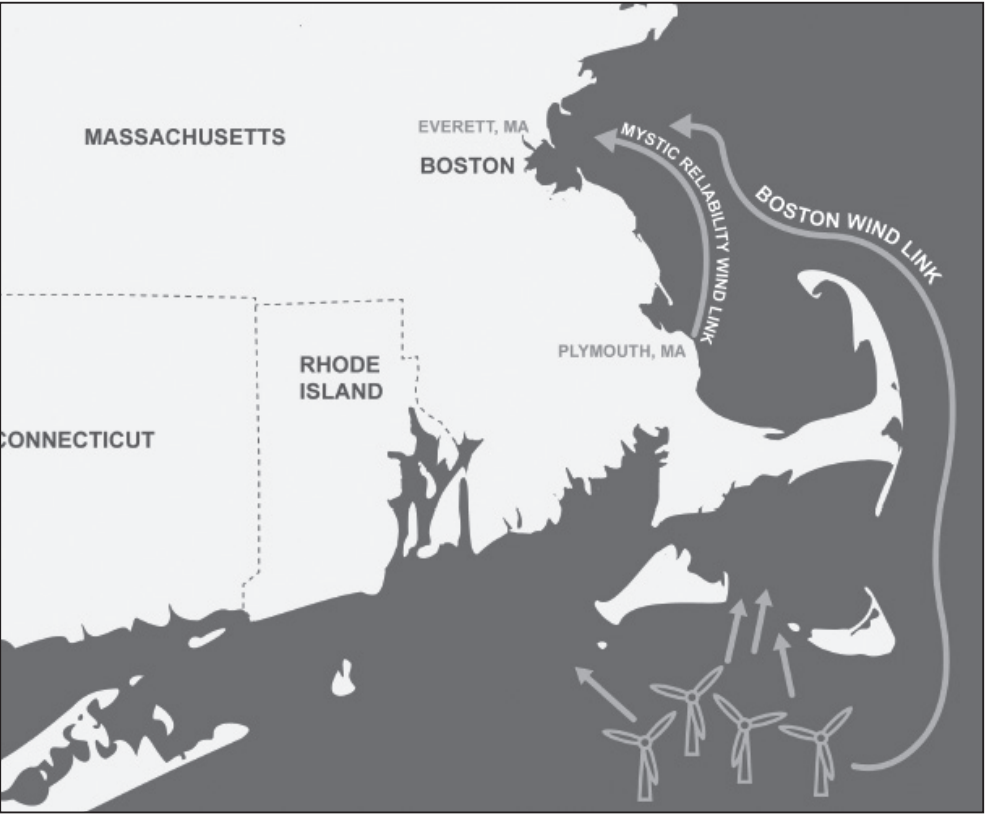 EVERETT, MA
MASSACHUSETTS
BOSTON
MYSTIC RELIABILITY WIND LINK
BOSTON WIND LINK
PLYMOUTH, MA
RHODE
ISLAND
CONNECTICUT